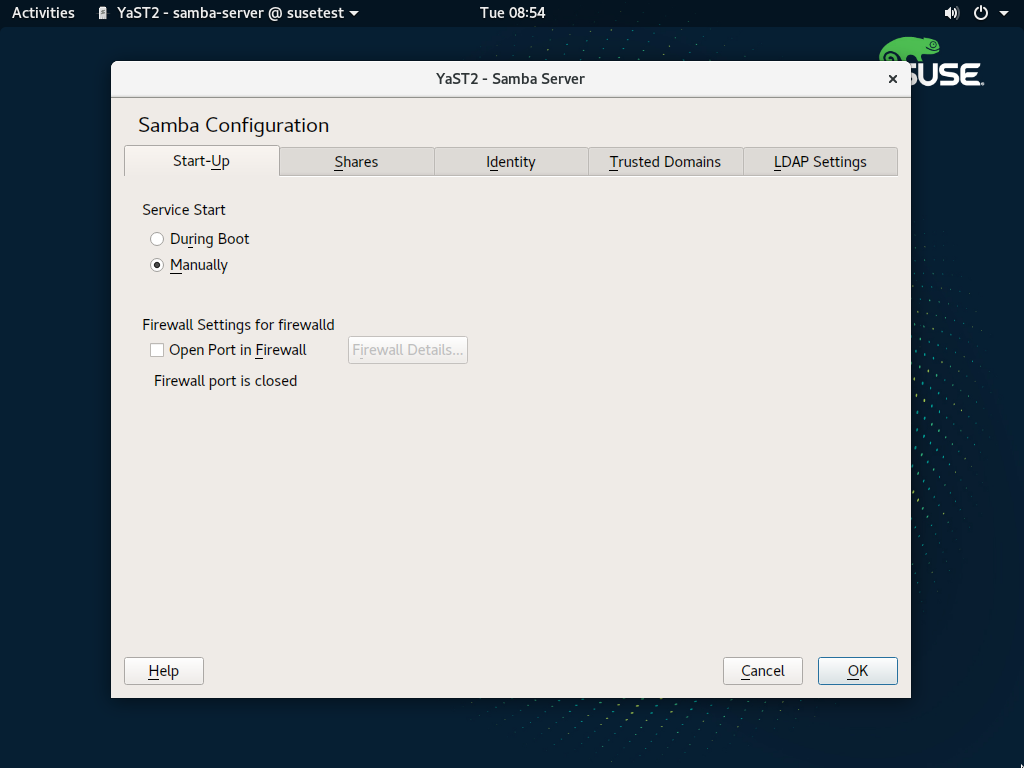 Activities YaST2 - samba-server @ susetest Tue 08:54
SUSE
YaST2 - Samba Server
Samba Configuration
Start-Up Shares Identity Trusted Domains LDAP Settings
Service Start
During Boot
Manually
Firewall Settings for firewalld
Open Port in Firewall Firewall Details...
Firewall port is closed
Help Cancel OK